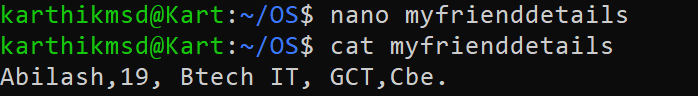 karthikmsd@Kart:~/OS$ nano myfrienddetails
karthikmsd@Kart:~/OS$ cat myfrienddetails
Abilash,19, Btech IT, GCT,Cbe.